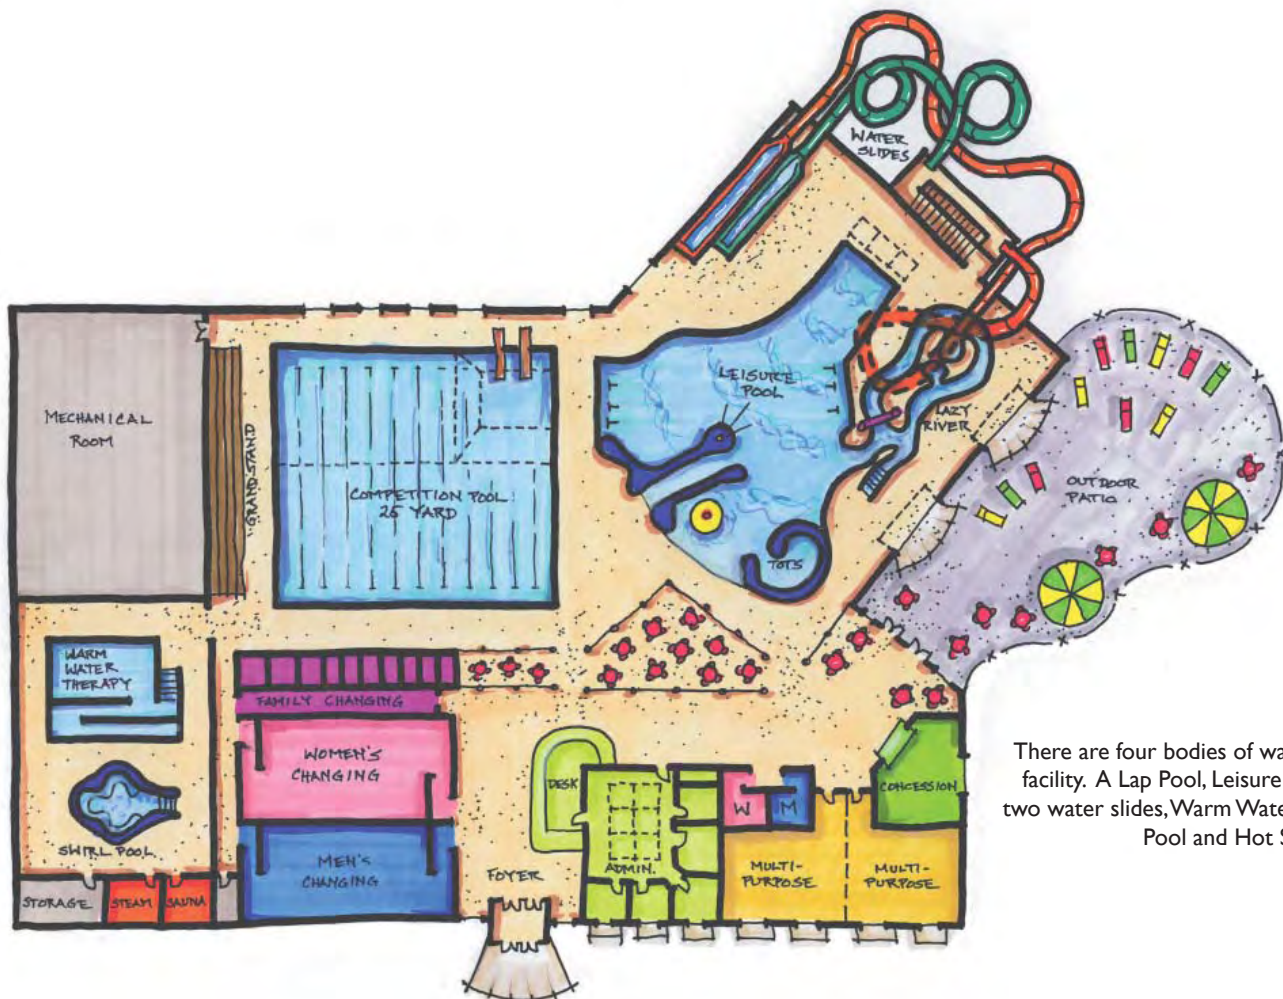 WATER
SLIDES
LEISURE
POOL
LAZY
RIVER
MECHANICAL
ROOM
GRAND STAND
COMPETITION POOL
25 YARD
OUTDOOR
PATIO
TOTS
WARM
WATER
THERAPY
FAMILY CHANGING
WOMEN'S
CHANGING
DESK
W M
CONCESSION
SWIRL POOL
MEN'S
CHANGING
FOYER
ADMIN.
MULTI-
PURPOSE
MULTI-
PURPOSE
STORAGE STEAM SAUNA
There are four bodies of wa
facility. A Lap Pool, Leisure
two water slides, Warm Wate
Pool and Hot S